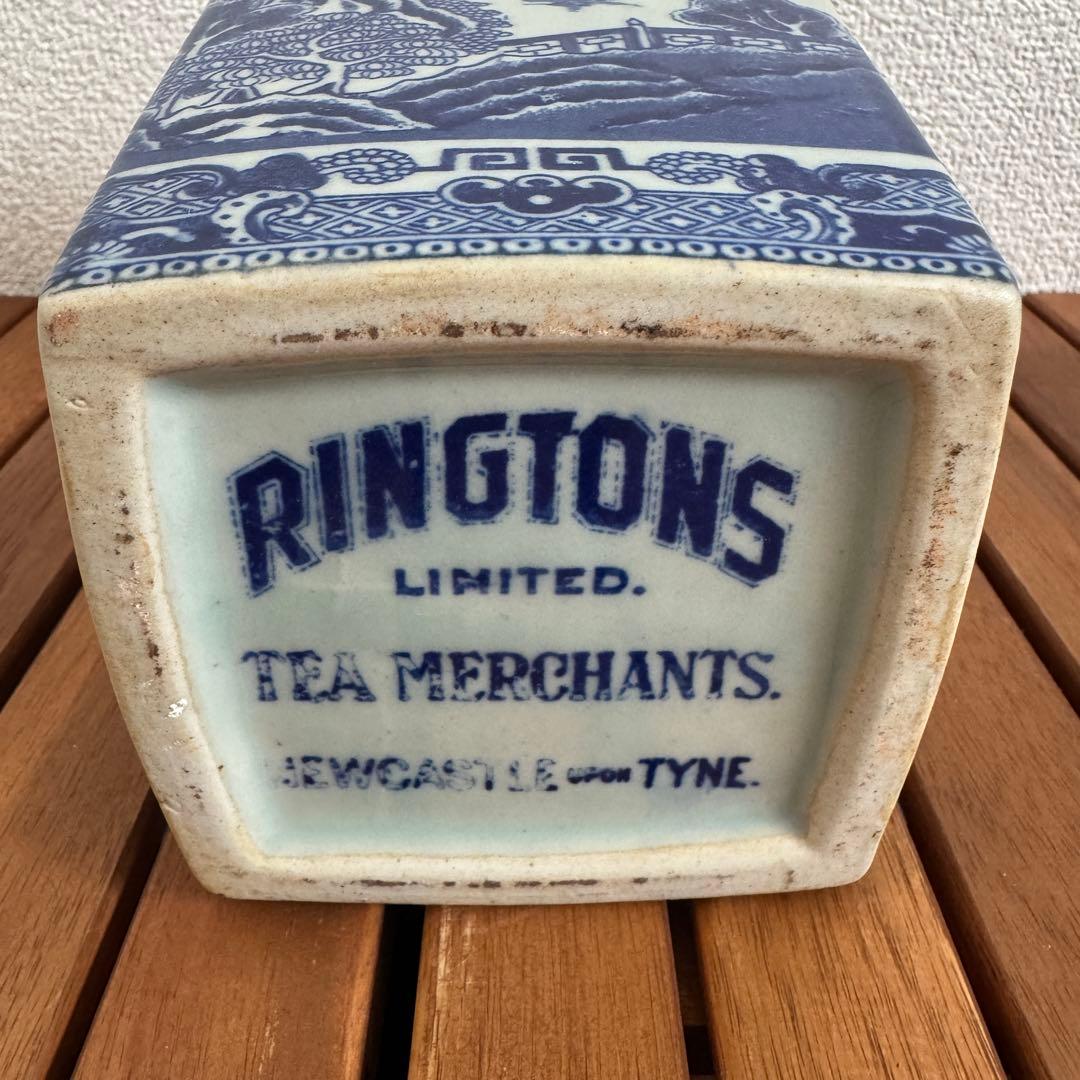 RINGTONS
LIMITED.
TEA MERCHANTS.
NEWCASTLE UPON TYNE.